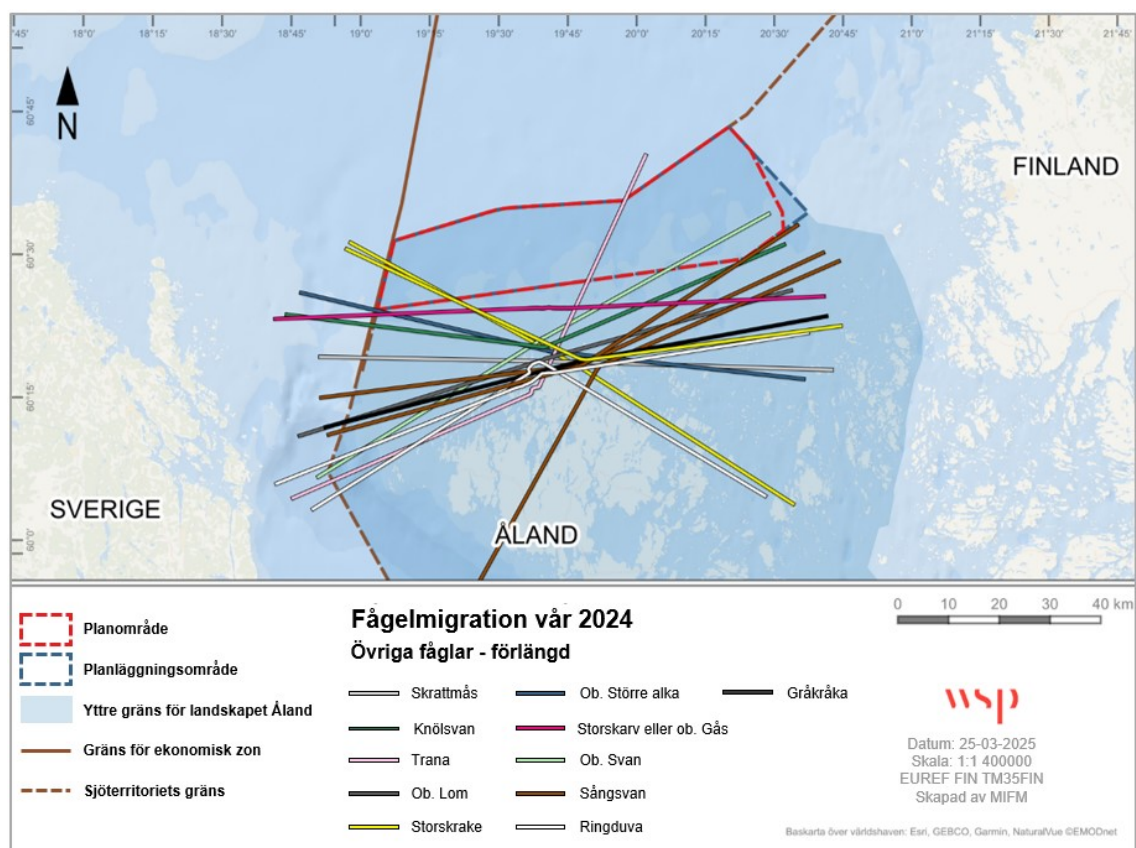 45'
18°0'
18°15'
18°30'
18°45'
19°0'
19°15'
19°30'
19°45'
20°0'
20°15'
20°30'
20°45'
21°0'
21°15'
21°30'
21°45'
60°45'
60°30'
60°15'
60°0'
N
FINLAND
SVERIGE
ÅLAND
Planområde
Planläggningsområde
Yttre gräns för landskapet Åland
Gräns för ekonomisk zon
Sjöterritoriets gräns
Fågelmigration vår 2024
Övriga fåglar - förlängd
Skrattmås
Knölsvan
Trana
Ob. Lom
Storskrake
Ob. Större alka
Storskarv eller ob. Gås
Ob. Svan
Sångsvan
Ringduva
Gråkråka
0 10 20 30 40 km
wsp
Datum: 25-03-2025
Skala: 1:1 400000
EUREF FIN TM35FIN
Skapad av MIFM
Baskarta över världshaven: Esri, GEBCO, Garmin, NaturalVue ©EMODnet